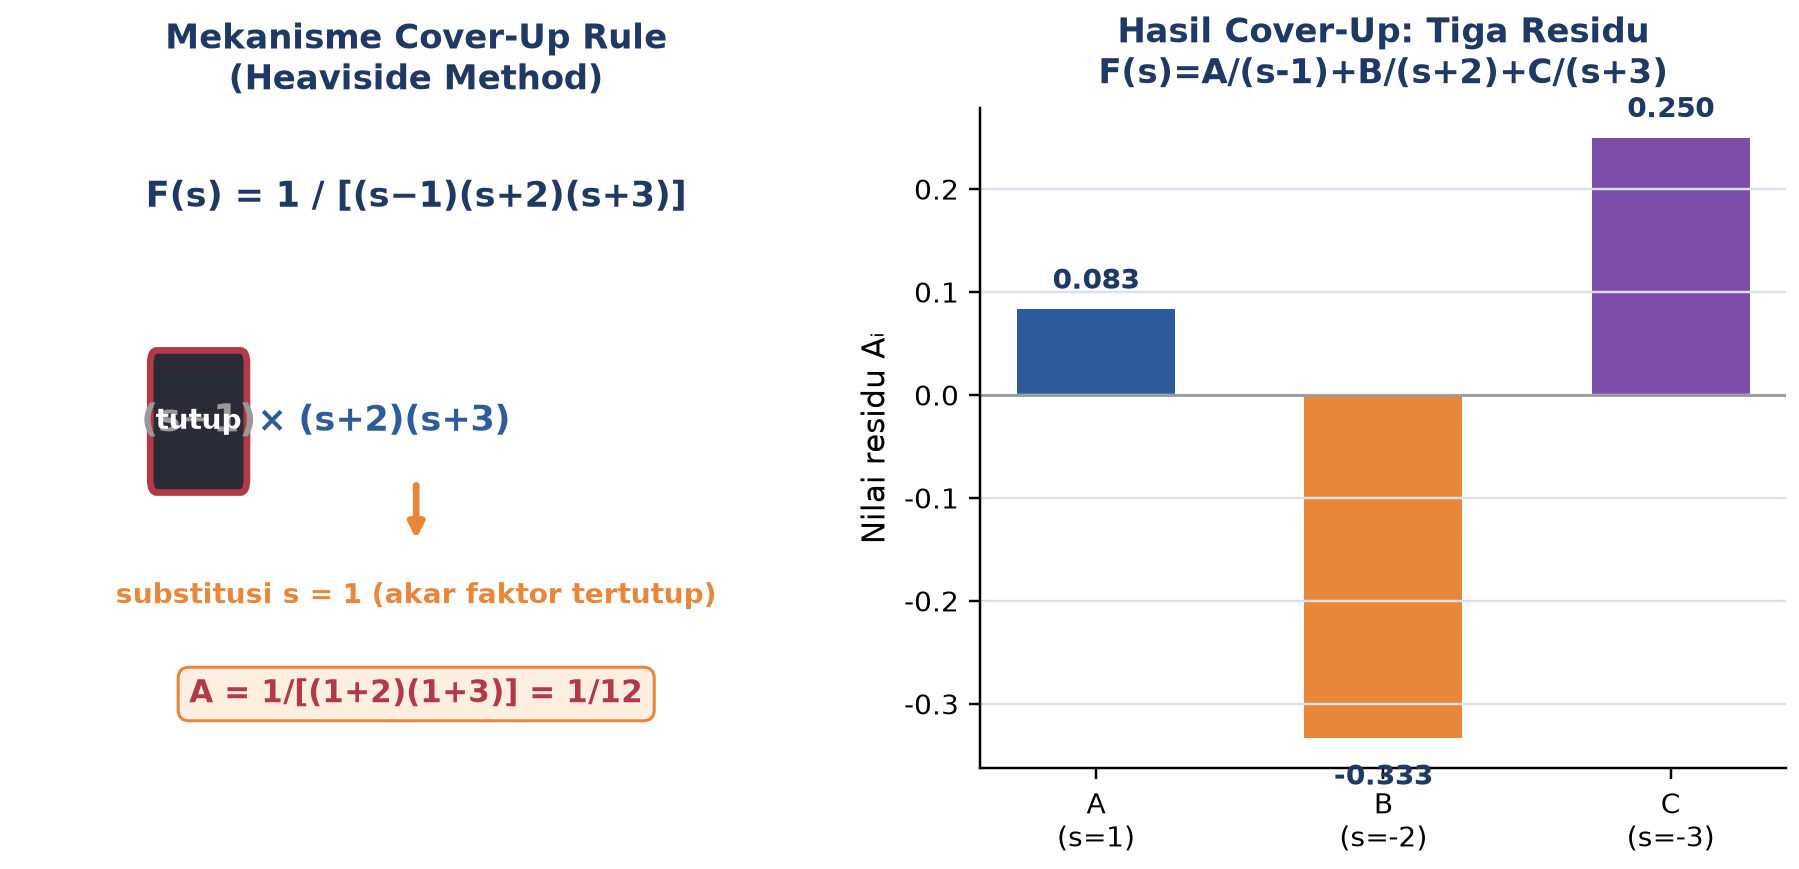 Mekanisme Cover-Up Rule
(Heaviside Method)
F(s) = 1 / [(s−1)(s+2)(s+3)]
(s−1)
tutup
× (s+2)(s+3)
substitusi s = 1 (akar faktor tertutup)
A = 1/[(1+2)(1+3)] = 1/12
Hasil Cover-Up: Tiga Residu
F(s)=A/(s-1)+B/(s+2)+C/(s+3)
Nilai residu Aᵢ
0.2
0.1
0.0
-0.1
-0.2
-0.3
0.083
-0.333
0.250
A
(s=1)
B
(s=-2)
C
(s=-3)